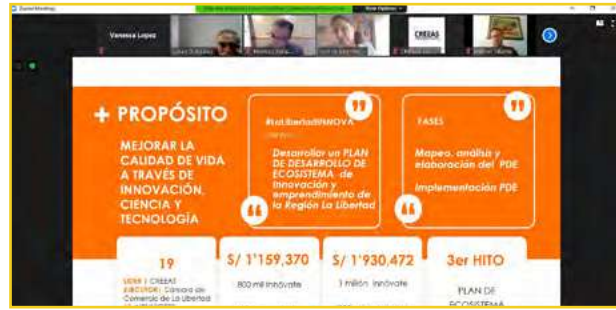 Zoom Meeting
Vanessa Lopez
CREEAS
+ PROPÓSITO
MEJORAR LA
CALIDAD DE VIDA
A TRAVÉS DE
INNOVACIÓN,
CIENCIA Y
TECNOLOGÍA
#LaLibertadINNOVA
Desarrollar un PLAN
DE DESARROLLO DE
ECOSISTEMA de
Innovación y
emprendimiento de
la Región La Libertad
FASES
Mapeo, análisis y
elaboración del PDE
Implementación PDE
19
LIDER : CREEAS
EJECUTOR: Cámara de
Comercio de La Libertad
S/ 1'159,370
800 mil Innóvate
S/ 1'930,472
1 millón Innóvate
3er HITO
PLAN DE
ECOSISTEMA